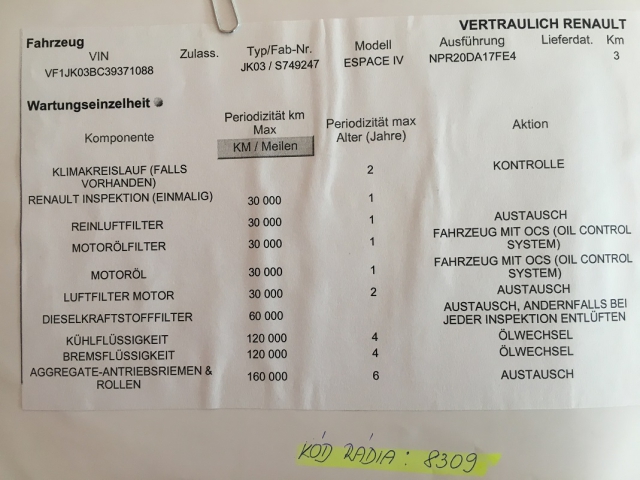 VERTRAULICH RENAULT
Fahrzeug
VIN Zulass. Typ/Fab-Nr. Modell Ausführung Lieferdat. Km
VF1JK03BC39371088 JK03 / S749247 ESPACE IV NPR20DA17FE4 3
Wartungseinzelheit
Komponente Periodizität km Max Periodizität max Alter (Jahre) Aktion
KM / Meilen
KLIMAKREISLAUF (FALLS VORHANDEN) 2 KONTROLLE
RENAULT INSPEKTION (EINMALIG) 30 000 1
REINLUFTFILTER 30 000 1 AUSTAUSCH
MOTORÖLFILTER 30 000 1 FAHRZEUG MIT OCS (OIL CONTROL SYSTEM)
MOTORÖL 30 000 1 FAHRZEUG MIT OCS (OIL CONTROL SYSTEM)
LUFTFILTER MOTOR 30 000 2 AUSTAUSCH
DIESELKRAFTSTOFFFILTER 60 000 AUSTAUSCH, ANDERNFALLS BEI JEDER INSPEKTION ENTLÜFTEN
KÜHLFLÜSSIGKEIT 120 000 4 ÖLWECHSEL
BREMSFLÜSSIGKEIT 120 000 4 ÖLWECHSEL
AGGREGATE-ANTRIEBSRIEMEN & ROLLEN 160 000 6 AUSTAUSCH
KÓD RÁDIA: 8309